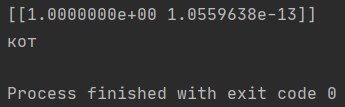 [[1.0000000e+00 1.0559638e-13]]
кот
Process finished with exit code 0